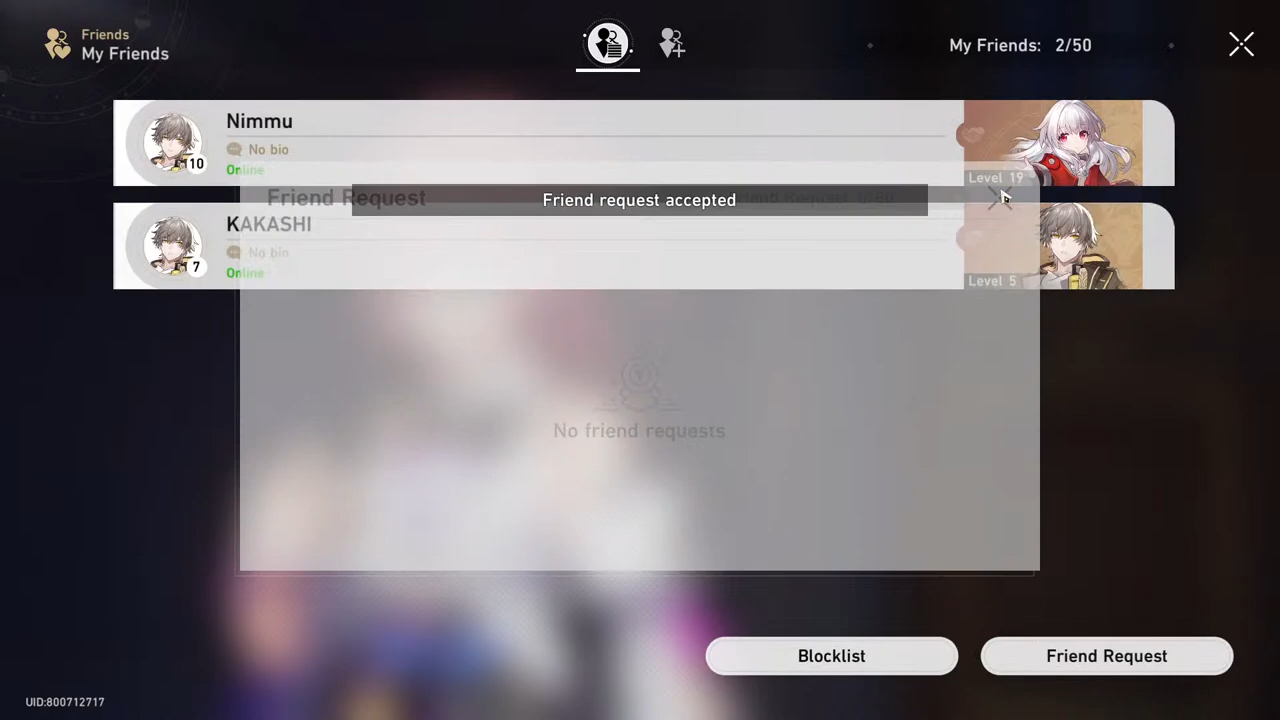 Friends
My Friends
My Friends: 2/50
Nimmu
No bio
10
Online
Level 19
Friend Request
Friend request accepted
KAKASHI
No bio
7
Online
Level 5
No friend requests
Blocklist
Friend Request
UID:800712717